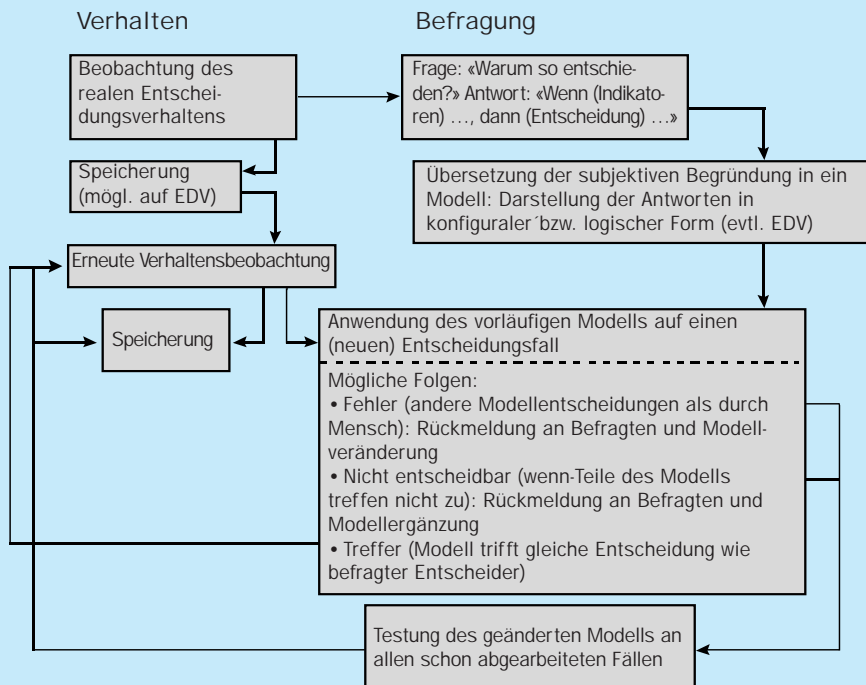 Verhalten
Befragung
Beobachtung des
realen Entschei-
dungsverhaltens
Frage: «Warum so entschie-
den?» Antwort: «Wenn (Indikato-
ren) …, dann (Entscheidung) …»
Speicherung
(mögl. auf EDV)
Übersetzung der subjektiven Begründung in ein
Modell: Darstellung der Antworten in
konfiguraler´bzw. logischer Form (evtl. EDV)
Erneute Verhaltensbeobachtung
Speicherung
Anwendung des vorläufigen Modells auf einen
(neuen) Entscheidungsfall
Mögliche Folgen:
• Fehler (andere Modellentscheidungen als durch
Mensch): Rückmeldung an Befragten und Modell-
veränderung
• Nicht entscheidbar (wenn-Teile des Modells
treffen nicht zu): Rückmeldung an Befragten und
Modellergänzung
• Treffer (Modell trifft gleiche Entscheidung wie
befragter Entscheider)
Testung des geänderten Modells an
allen schon abgearbeiteten Fällen